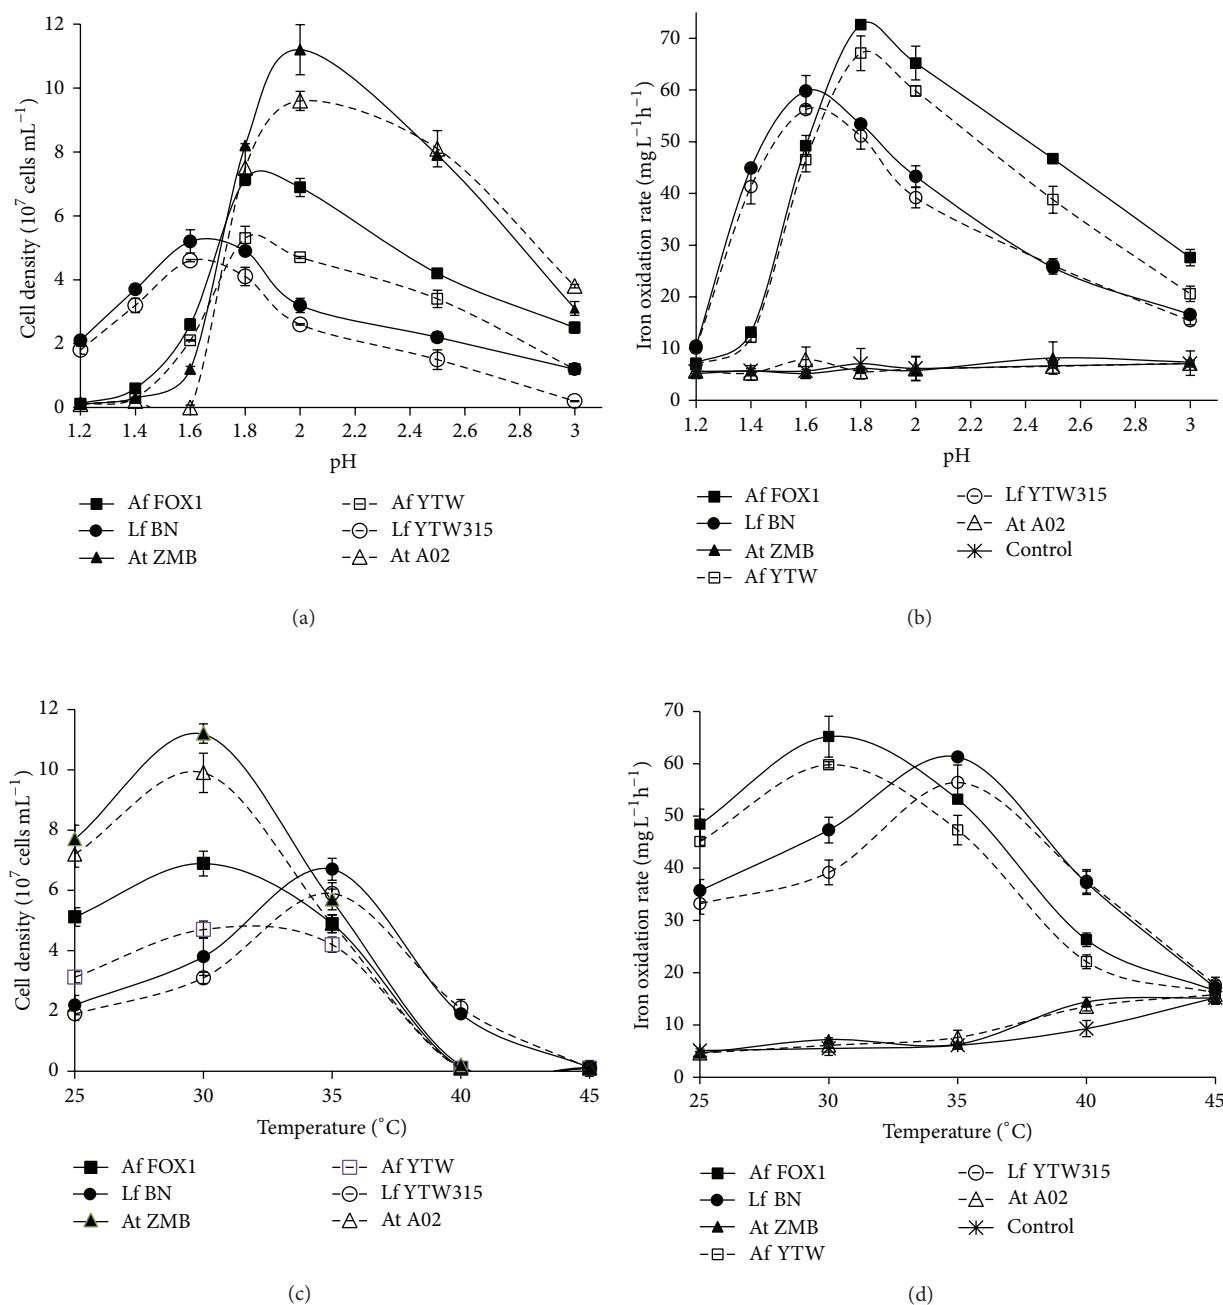 12
10
8
6
4
2
0
Cell density (10⁷ cells mL⁻¹)
1.2 1.4 1.6 1.8 2 2.2 2.4 2.6 2.8 3
pH
Af FOX1
Lf BN
At ZMB
Af YTW
Lf YTW315
At A02
(a)
70
60
50
40
30
20
10
0
Iron oxidation rate (mg L⁻¹h⁻¹)
1.2 1.4 1.6 1.8 2 2.2 2.4 2.6 2.8 3
pH
Af FOX1
Lf BN
At ZMB
Af YTW
Lf YTW315
At A02
Control
(b)
12
10
8
6
4
2
0
Cell density (10⁷ cells mL⁻¹)
25 30 35 40 45
Temperature (°C)
Af FOX1
Lf BN
At ZMB
Af YTW
Lf YTW315
At A02
(c)
70
60
50
40
30
20
10
0
Iron oxidation rate (mg L⁻¹h⁻¹)
25 30 35 40 45
Temperature (°C)
Af FOX1
Lf BN
At ZMB
Af YTW
Lf YTW315
At A02
Control
(d)